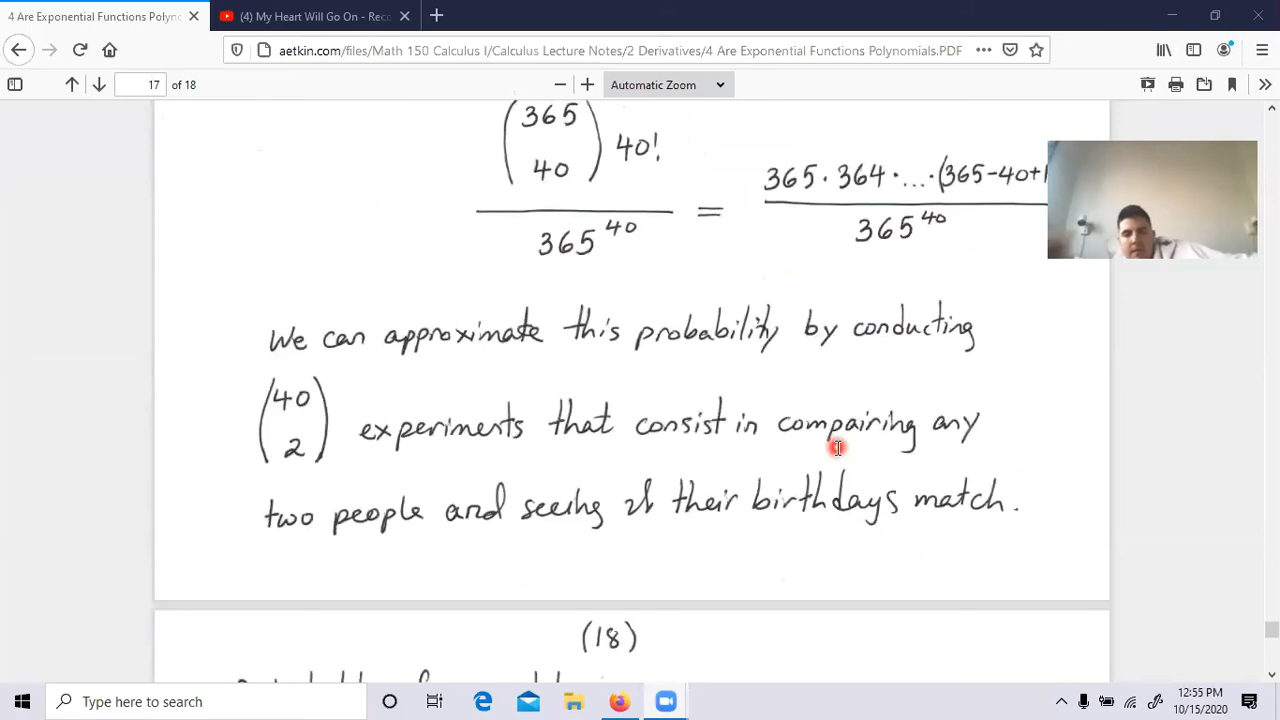 4 Are Exponential Functions Polyno
(4) My Heart Will Go On - Reco
aetkin.com/files/Math 150 Calculus I/Calculus Lecture Notes/2 Derivatives/4 Are Exponential Functions Polynomials.PDF
17 of 18
Automatic Zoom
(365 40) 40! / 365^40 = 365 · 364 · ... · (365-40+1 / 365^40
We can approximate this probability by conducting
(40 2) experiments that consist in compairing any
two people and seeing if their birthdays match.
(18)
Type here to search
12:55 PM
10/15/2020